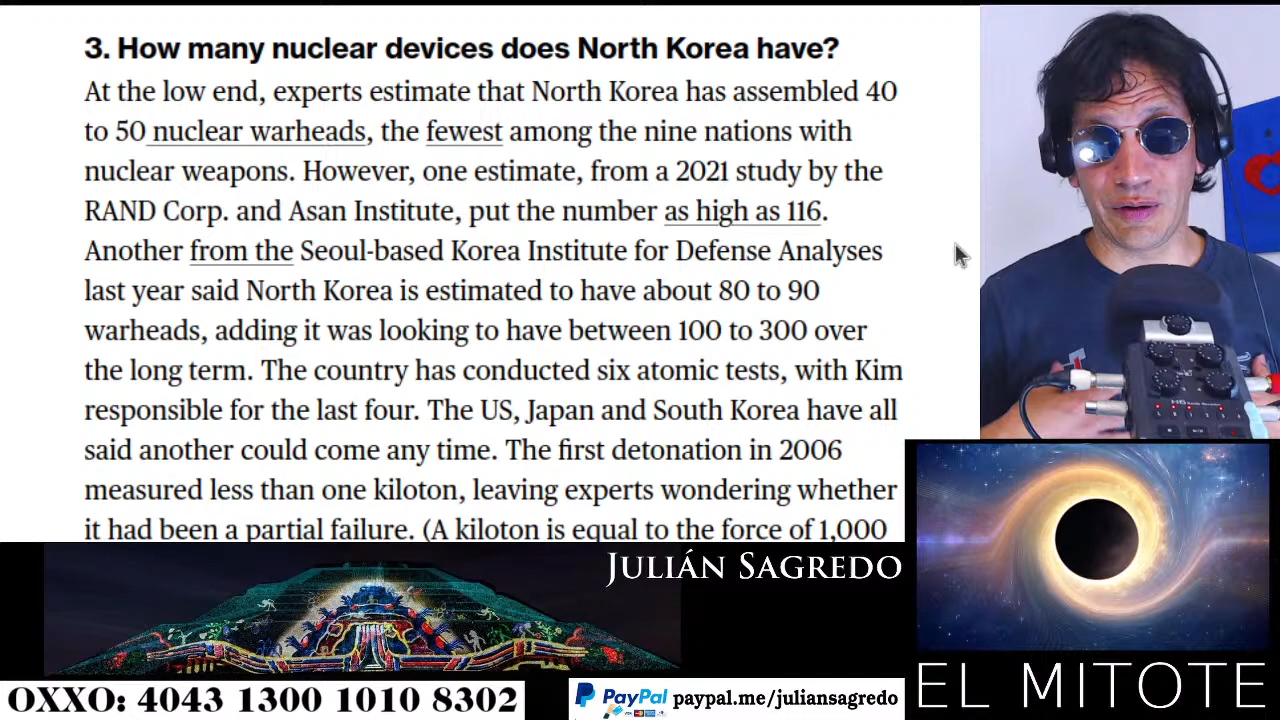 3. How many nuclear devices does North Korea have?
At the low end, experts estimate that North Korea has assembled 40
to 50 nuclear warheads, the fewest among the nine nations with
nuclear weapons. However, one estimate, from a 2021 study by the
RAND Corp. and Asan Institute, put the number as high as 116.
Another from the Seoul-based Korea Institute for Defense Analyses
last year said North Korea is estimated to have about 80 to 90
warheads, adding it was looking to have between 100 to 300 over
the long term. The country has conducted six atomic tests, with Kim
responsible for the last four. The US, Japan and South Korea have all
said another could come any time. The first detonation in 2006
measured less than one kiloton, leaving experts wondering whether
it had been a partial failure. (A kiloton is equal to the force of 1,000
JULIÁN SAGREDO
EL MITOTE
OXXO: 4043 1300 1010 8302
PayPal paypal.me/juliansagredo